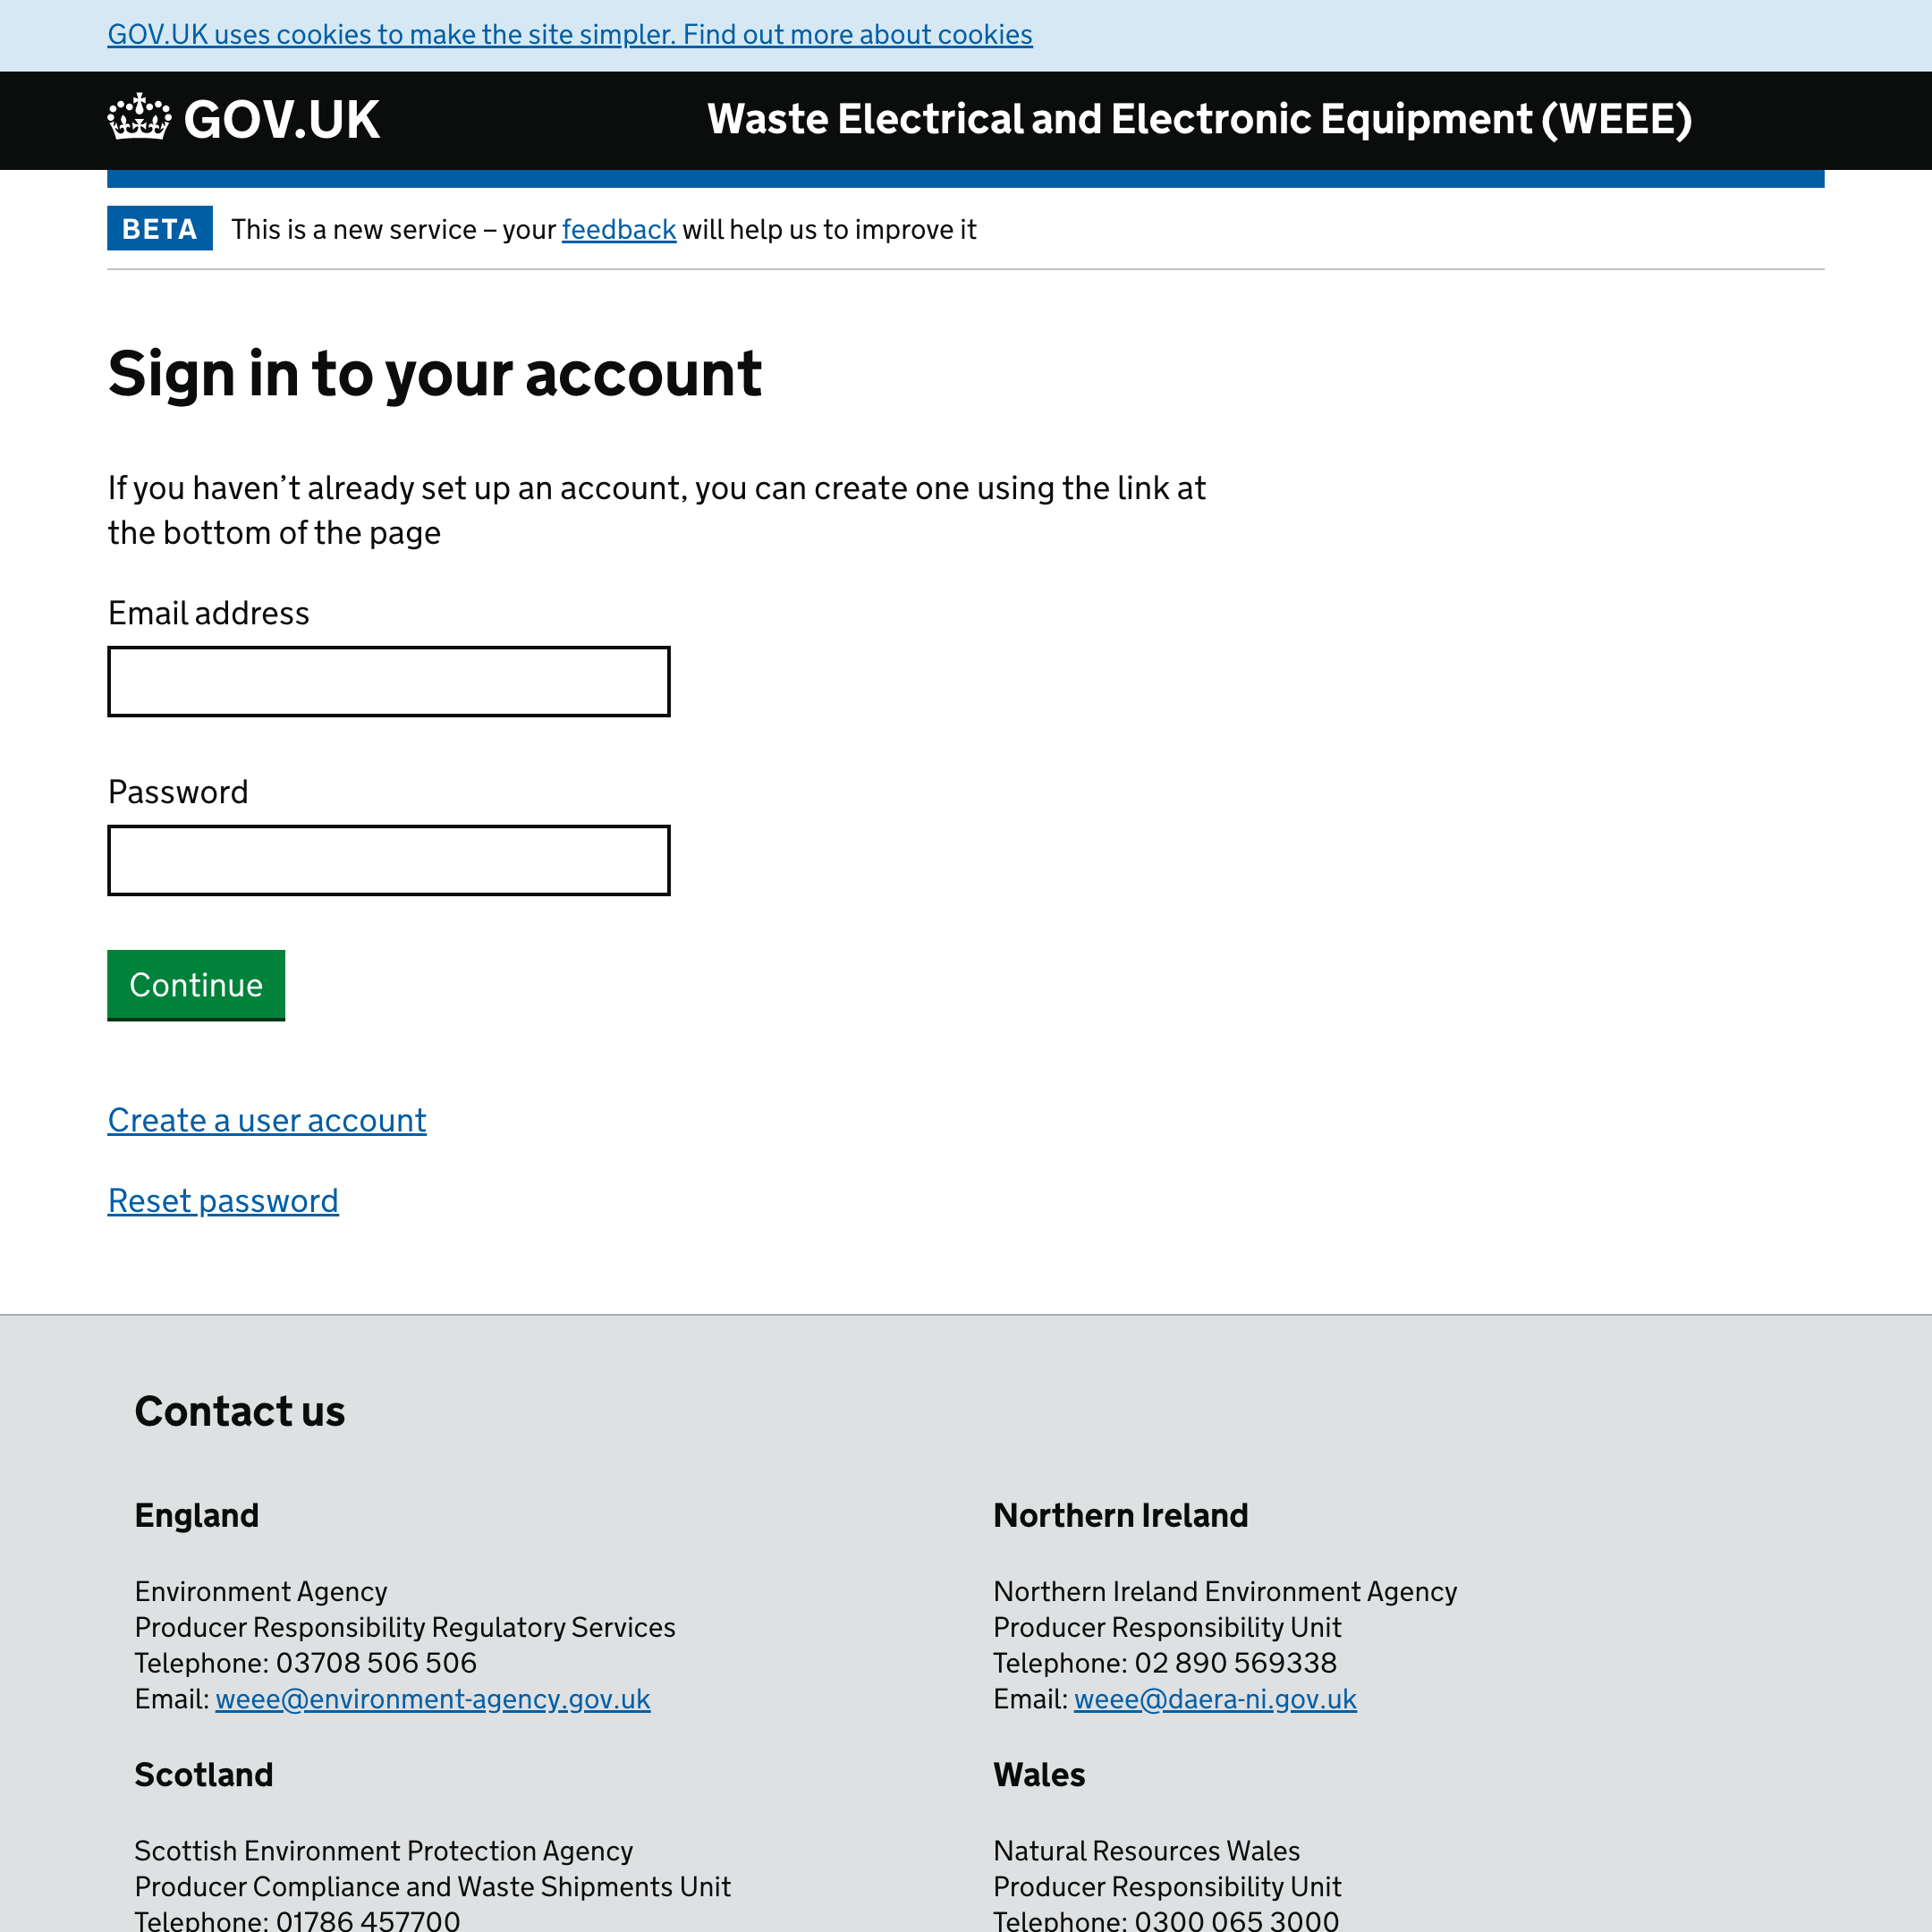 GOV.UK uses cookies to make the site simpler. Find out more about cookies
GOV.UK
Waste Electrical and Electronic Equipment (WEEE)
BETA This is a new service – your feedback will help us to improve it
Sign in to your account
If you haven’t already set up an account, you can create one using the link at
the bottom of the page
Email address
Password
Continue
Create a user account
Reset password
Contact us
England
Environment Agency
Producer Responsibility Regulatory Services
Telephone: 03708 506 506
Email: weee@environment-agency.gov.uk
Northern Ireland
Northern Ireland Environment Agency
Producer Responsibility Unit
Telephone: 02 890 569338
Email: weee@daera-ni.gov.uk
Scotland
Scottish Environment Protection Agency
Producer Compliance and Waste Shipments Unit
Telephone: 01786 457700
Wales
Natural Resources Wales
Producer Responsibility Unit
Telephone: 0300 065 3000